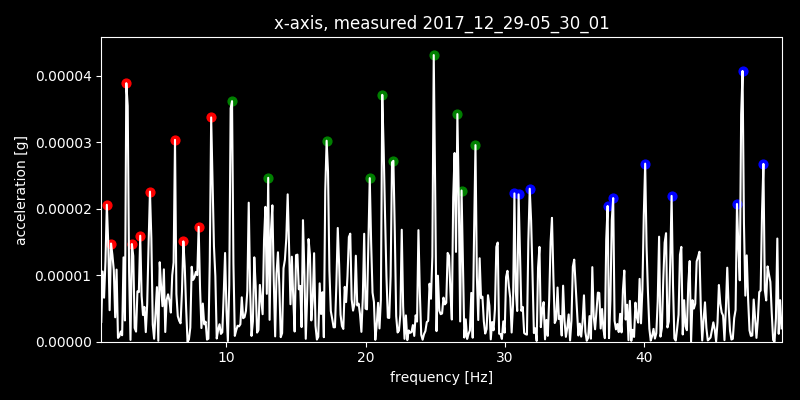 x-axis, measured 2017_12_29-05_30_01
acceleration [g]
0.00004
0.00003
0.00002
0.00001
0.00000
10 20 30 40
frequency [Hz]